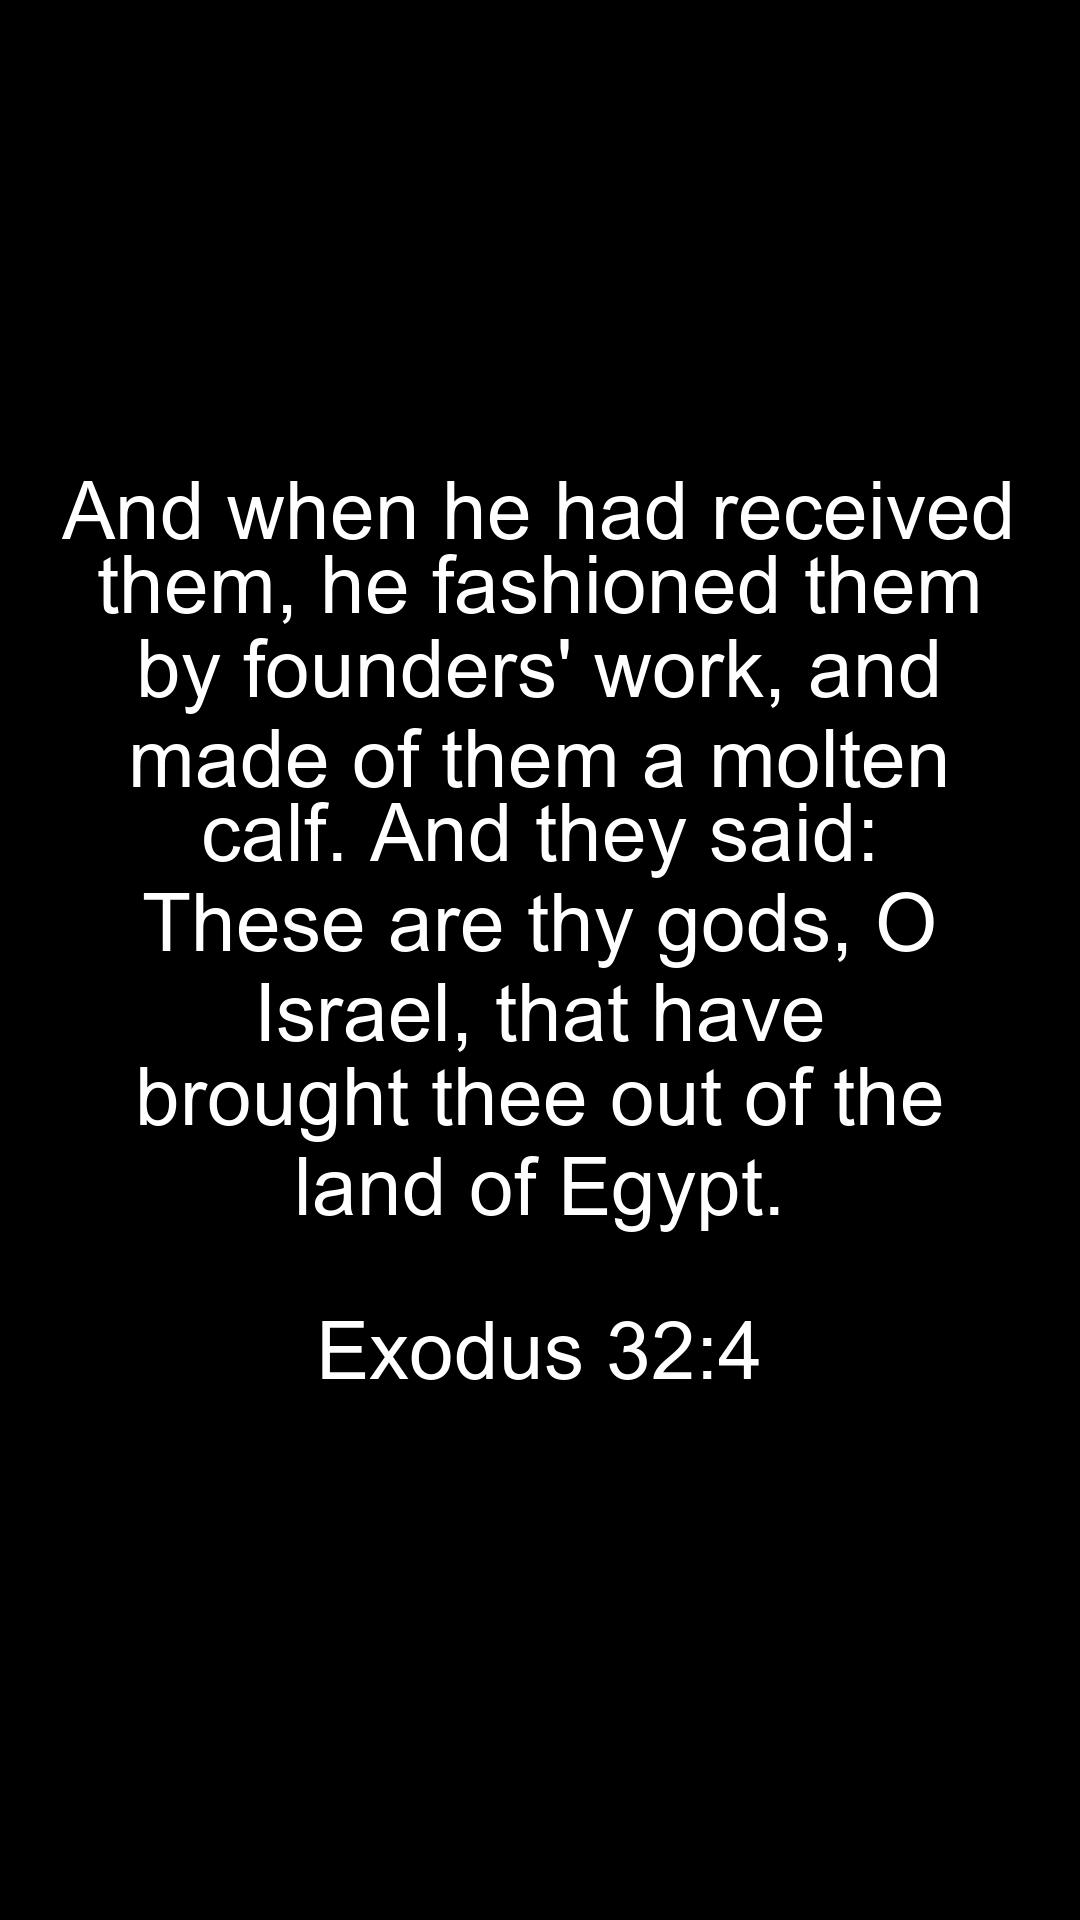 And when he had received
them, he fashioned them
by founders' work, and
made of them a molten
calf. And they said:
These are thy gods, O
Israel, that have
brought thee out of the
land of Egypt.
Exodus 32:4